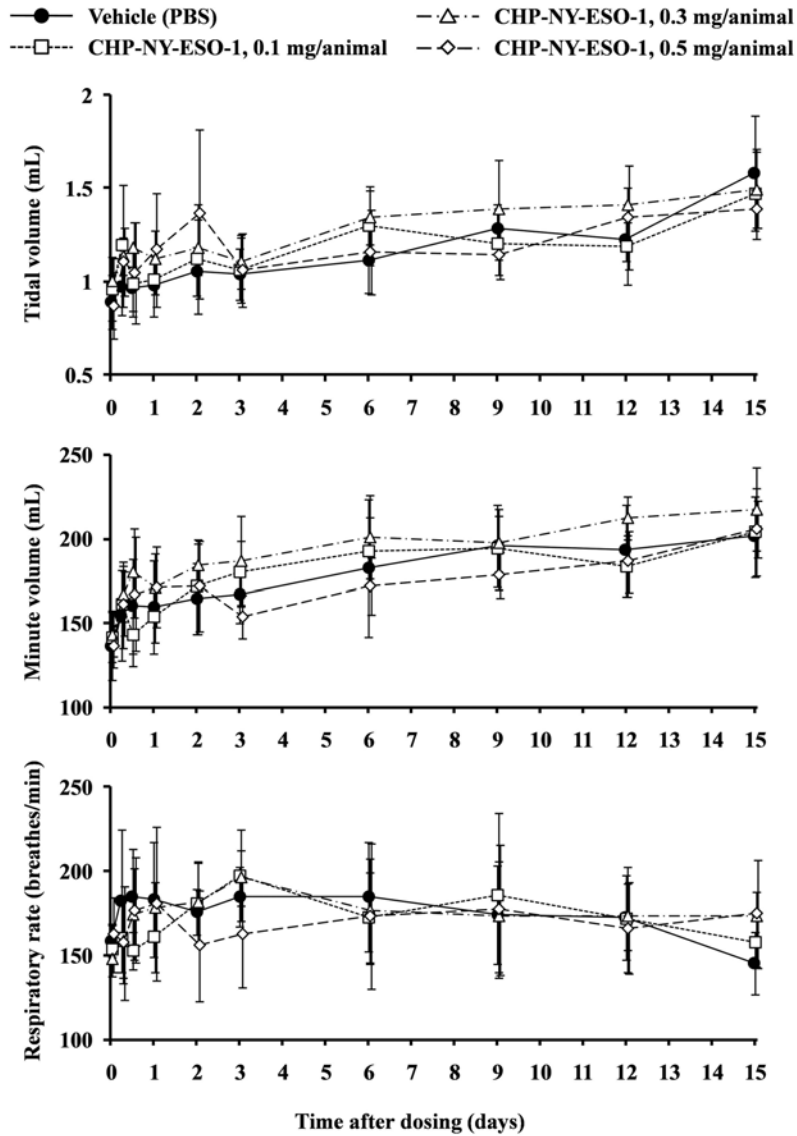 Vehicle (PBS)
CHP-NY-ESO-1, 0.3 mg/animal
CHP-NY-ESO-1, 0.1 mg/animal
CHP-NY-ESO-1, 0.5 mg/animal
Tidal volume (mL)
2
1.5
1
0.5
0 1 2 3 4 5 6 7 8 9 10 11 12 13 14 15
Minute volume (mL)
250
200
150
100
0 1 2 3 4 5 6 7 8 9 10 11 12 13 14 15
Respiratory rate (breathes/min)
250
200
150
100
0 1 2 3 4 5 6 7 8 9 10 11 12 13 14 15
Time after dosing (days)